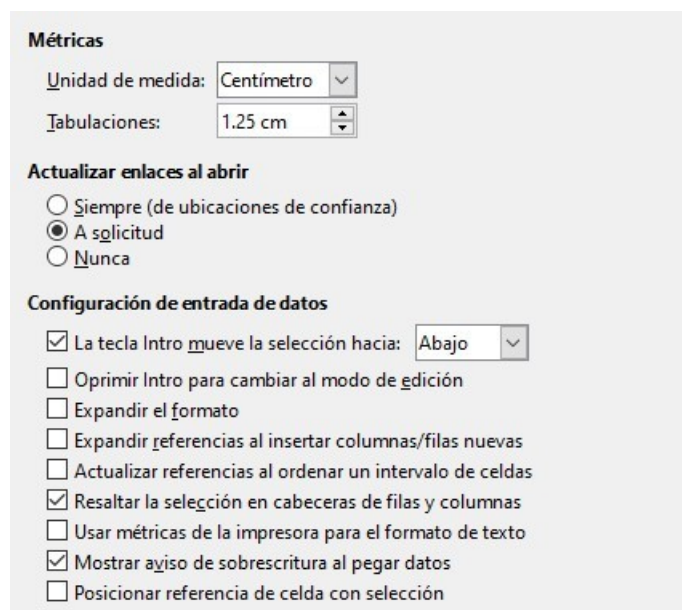 Métricas
Unidad de medida: Centímetro
Tabulaciones: 1.25 cm
Actualizar enlaces al abrir
Siempre (de ubicaciones de confianza)
A solicitud
Nunca
Configuración de entrada de datos
La tecla Intro mueve la selección hacia: Abajo
Oprimir Intro para cambiar al modo de edición
Expandir el formato
Expandir referencias al insertar columnas/filas nuevas
Actualizar referencias al ordenar un intervalo de celdas
Resaltar la selección en cabeceras de filas y columnas
Usar métricas de la impresora para el formato de texto
Mostrar aviso de sobrescritura al pegar datos
Posicionar referencia de celda con selección